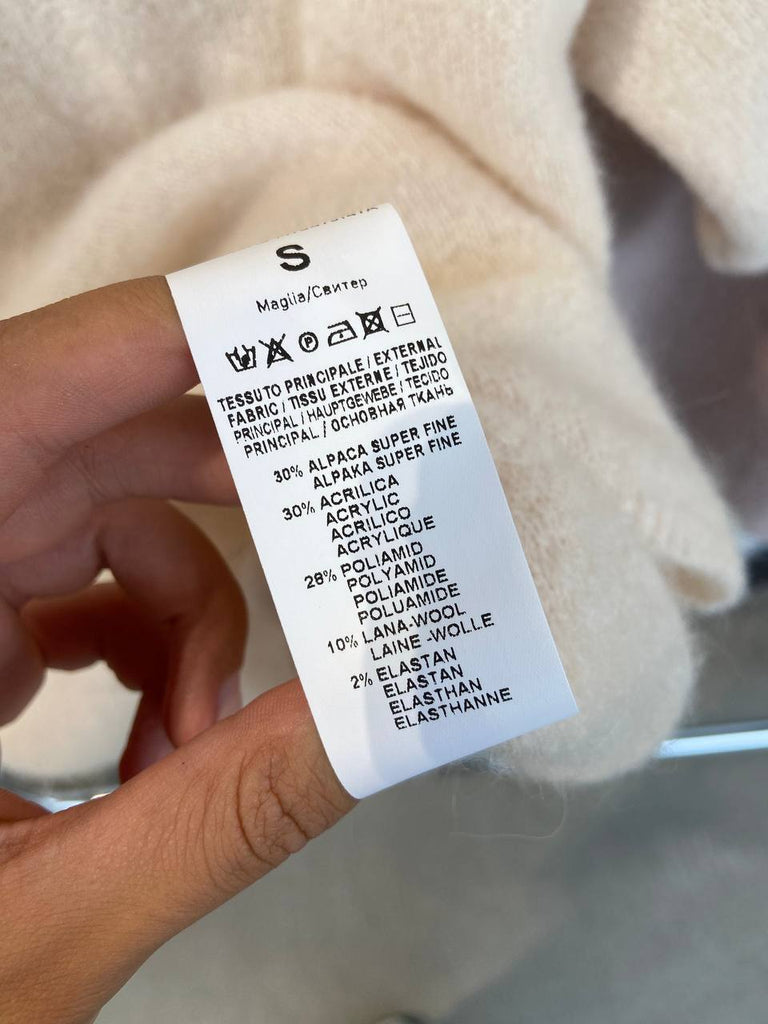 S
Maglia/Свитер
P
TESSUTO PRINCIPALE / EXTERNAL
FABRIC / TISSU EXTERNE / TEJIDO
PRINCIPAL / HAUPTGEWEBE / TECIDO
PRINCIPAL / ОСНОВНАЯ ТКАНЬ
30% ALPACA SUPER FINE
ALPAKA SUPER FINE
30% ACRILICA
ACRYLIC
ACRILICO
ACRYLIQUE
28% POLIAMID
POLYAMID
POLIAMIDE
POLUAMIDE
10% LANA-WOOL
LAINE -WOLLE
2% ELASTAN
ELASTAN
ELASTHAN
ELASTHANNE